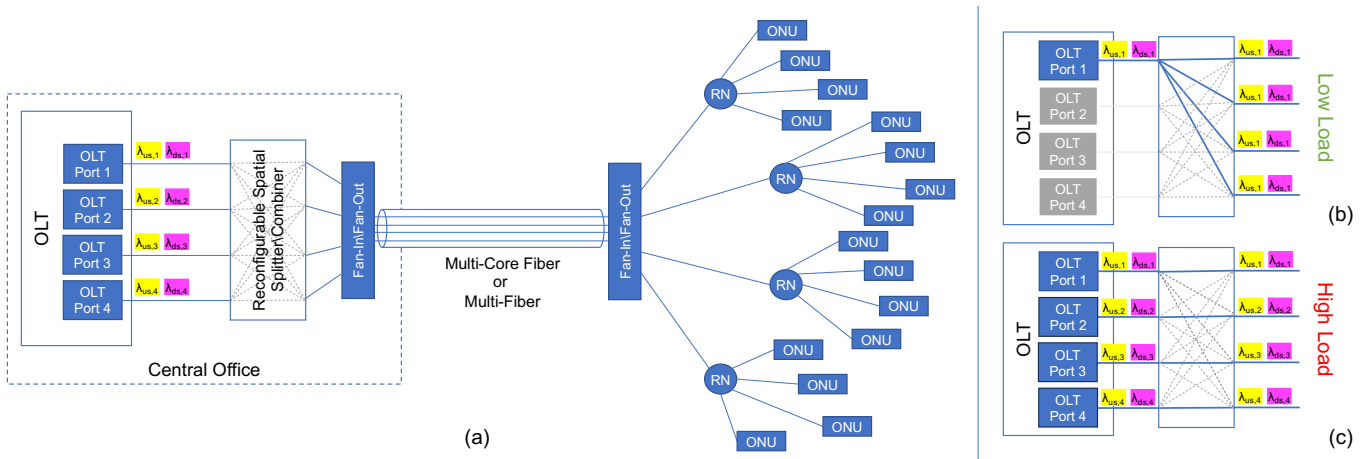 OLT
OLT
Port 1
OLT
Port 2
OLT
Port 3
OLT
Port 4
λus,1 λds,1
λus,2 λds,2
λus,3 λds,3
λus,4 λds,4
Reconfigurable Spatial
Splitter\Combiner
Fan-In\Fan-Out
Central Office
Multi-Core Fiber
or
Multi-Fiber
Fan-In\Fan-Out
RN
ONU
ONU
ONU
ONU
RN
ONU
ONU
ONU
ONU
RN
ONU
ONU
ONU
ONU
RN
ONU
ONU
ONU
ONU
(a)
OLT
OLT
Port 1
OLT
Port 2
OLT
Port 3
OLT
Port 4
λus,1 λds,1
λus,1 λds,1
λus,1 λds,1
λus,1 λds,1
λus,1 λds,1
Low Load
(b)
OLT
OLT
Port 1
OLT
Port 2
OLT
Port 3
OLT
Port 4
λus,1 λds,1
λus,2 λds,2
λus,3 λds,3
λus,4 λds,4
λus,1 λds,1
λus,2 λds,2
λus,3 λds,3
λus,4 λds,4
High Load
(c)